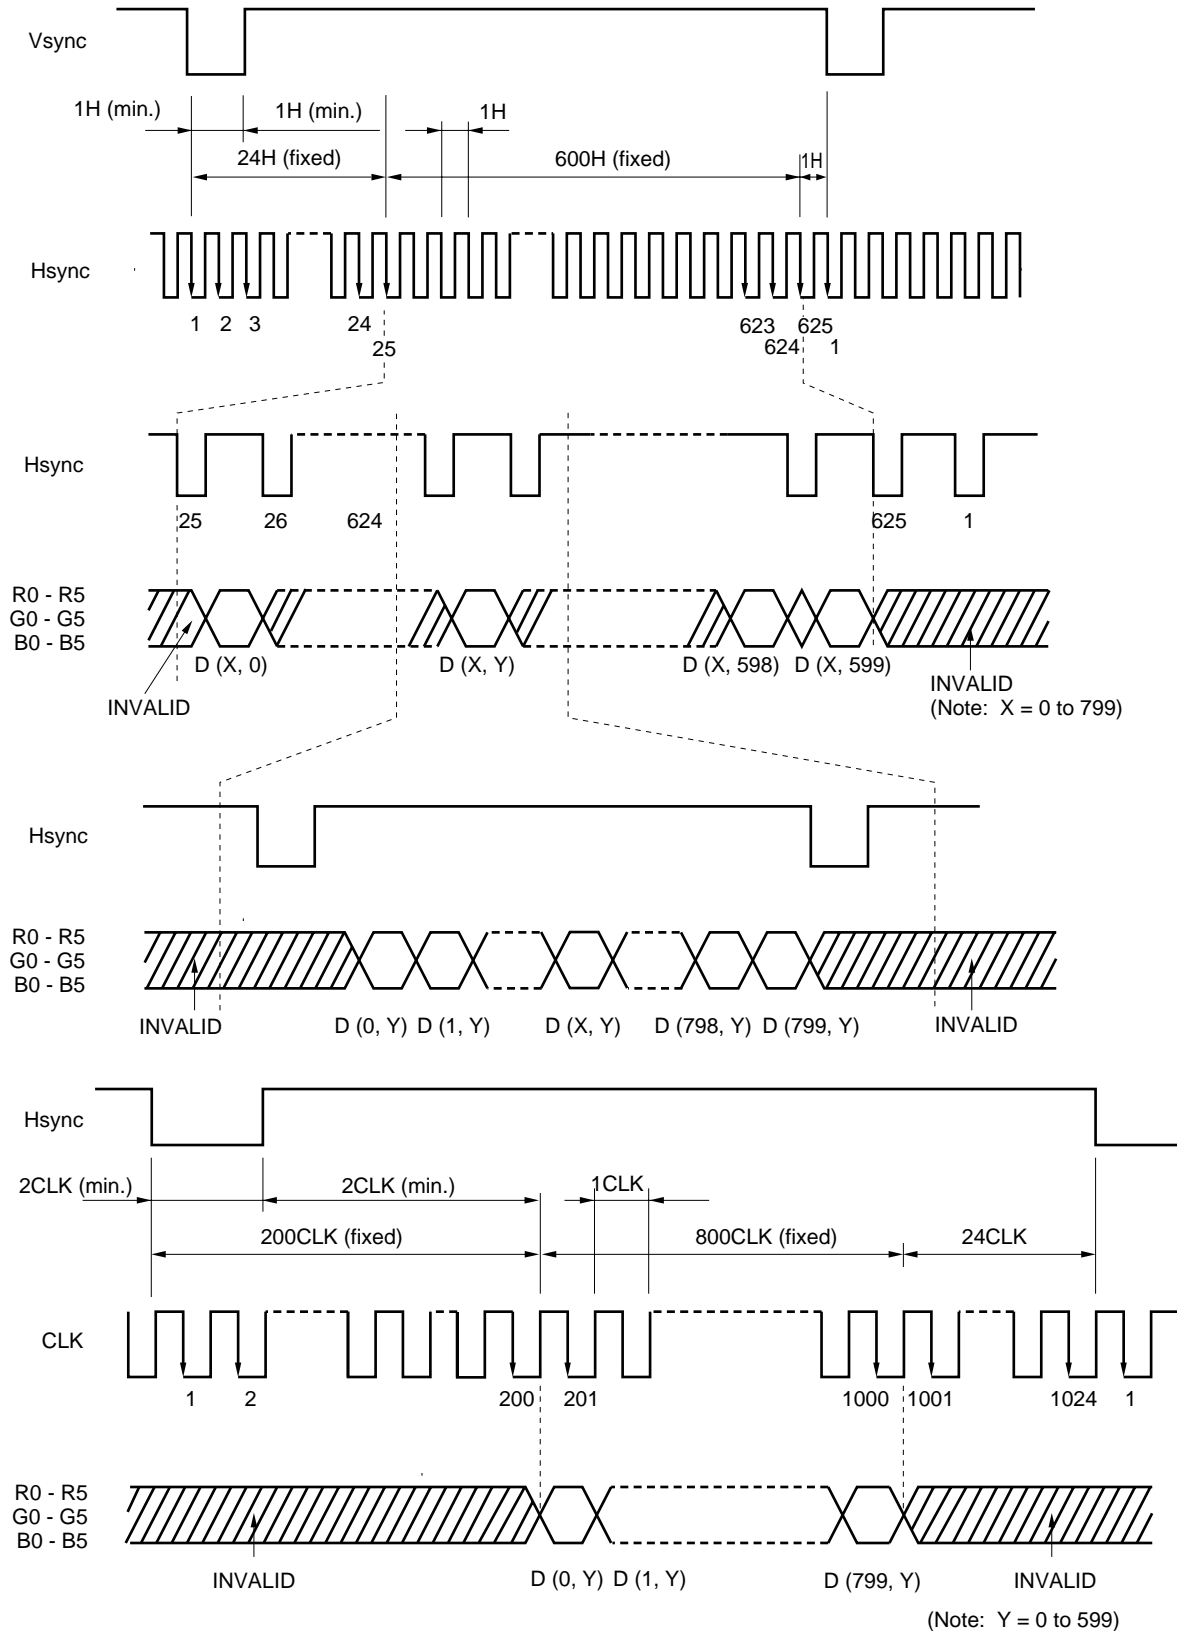 Vsync
1H (min.) 1H (min.) 1H
24H (fixed) 600H (fixed) 1H
Hsync
1 2 3 24 623 625
25 624 1
Hsync
25 26 624 625 1
R0 - R5
G0 - G5
B0 - B5
D (X, 0) D (X, Y) D (X, 598) D (X, 599)
INVALID INVALID
(Note: X = 0 to 799)
Hsync
R0 - R5
G0 - G5
B0 - B5
INVALID D (0, Y) D (1, Y) D (X, Y) D (798, Y) D (799, Y) INVALID
Hsync
2CLK (min.) 2CLK (min.) 1CLK
200CLK (fixed) 800CLK (fixed) 24CLK
CLK
1 2 200 201 1000 1001 1024 1
R0 - R5
G0 - G5
B0 - B5
INVALID D (0, Y) D (1, Y) D (799, Y) INVALID
(Note: Y = 0 to 599)